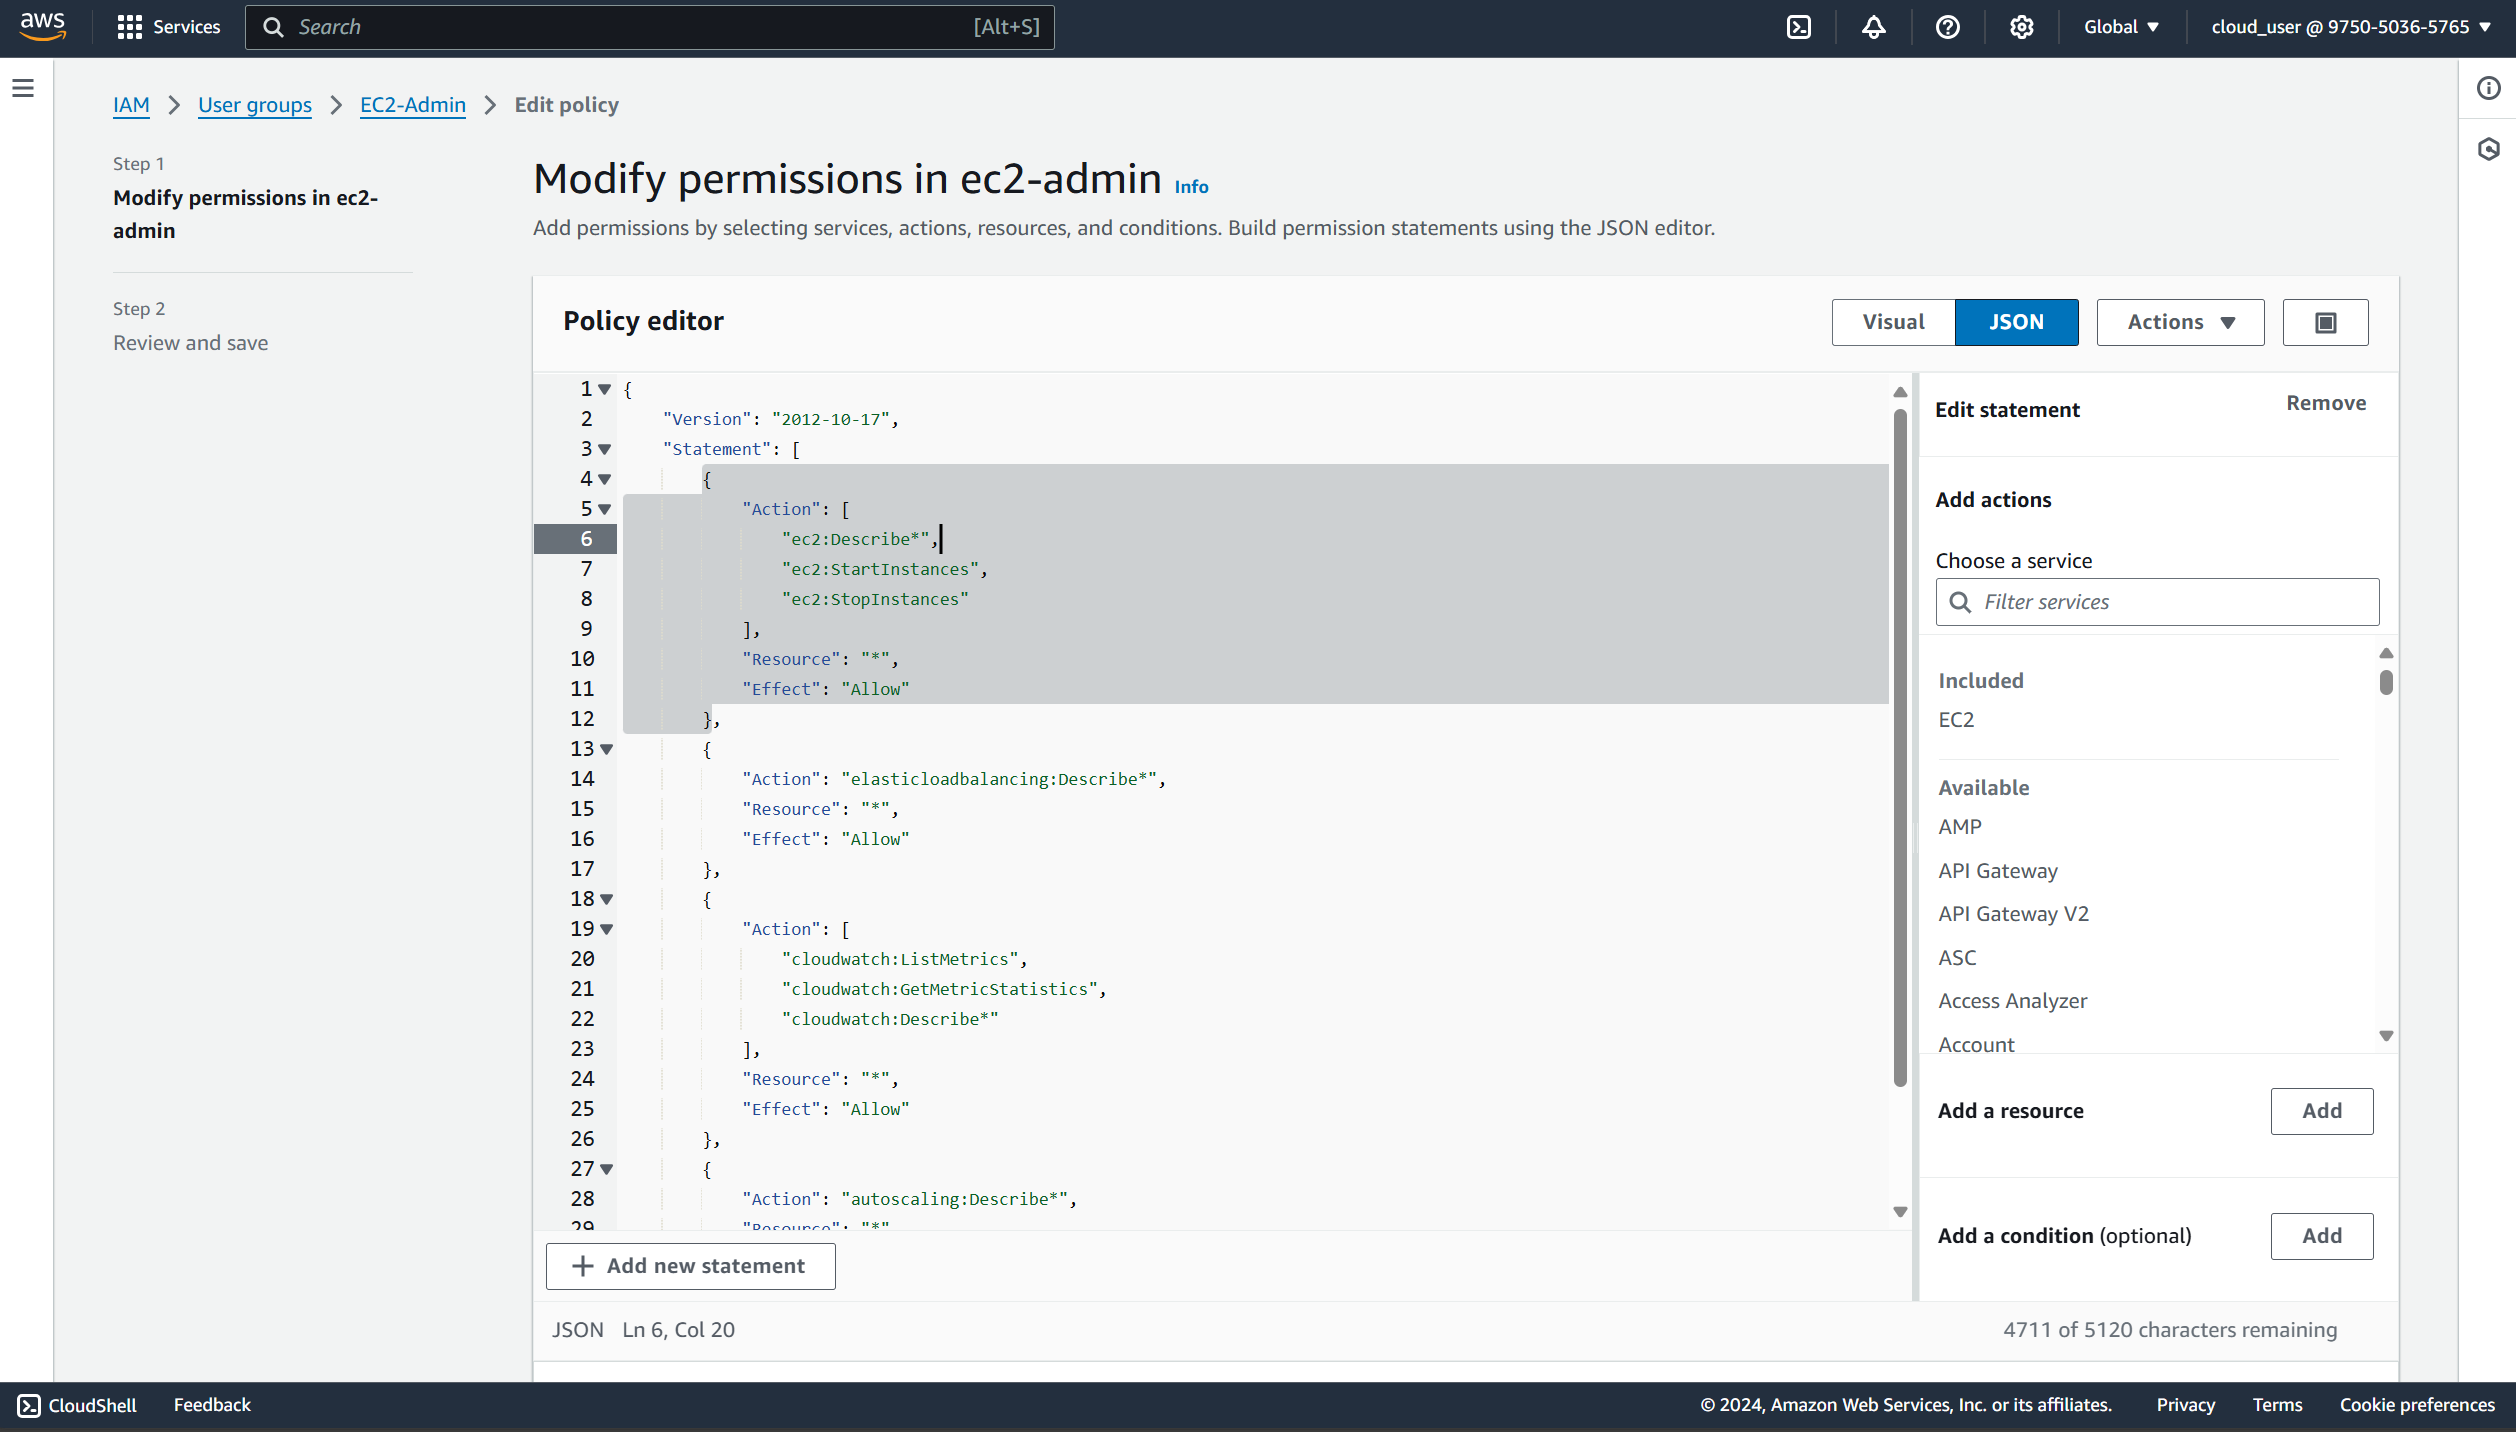 aws
Services
Search
[Alt+S]
Global
cloud_user @ 9750-5036-5765
IAM
User groups
EC2-Admin
Edit policy
Step 1
Modify permissions in ec2-
admin
Step 2
Review and save
Modify permissions in ec2-admin Info
Add permissions by selecting services, actions, resources, and conditions. Build permission statements using the JSON editor.
Policy editor
Visual
JSON
Actions
1 {
2 "Version": "2012-10-17",
3 "Statement": [
4 {
5 "Action": [
6 "ec2:Describe*",
7 "ec2:StartInstances",
8 "ec2:StopInstances"
9 ],
10 "Resource": "*",
11 "Effect": "Allow"
12 },
13 {
14 "Action": "elasticloadbalancing:Describe*",
15 "Resource": "*",
16 "Effect": "Allow"
17 },
18 {
19 "Action": [
20 "cloudwatch:ListMetrics",
21 "cloudwatch:GetMetricStatistics",
22 "cloudwatch:Describe*"
23 ],
24 "Resource": "*",
25 "Effect": "Allow"
26 },
27 {
28 "Action": "autoscaling:Describe*",
29 "Resource": "*"
Add new statement
JSON Ln 6, Col 20
4711 of 5120 characters remaining
Edit statement
Remove
Add actions
Choose a service
Filter services
Included
EC2
Available
AMP
API Gateway
API Gateway V2
ASC
Access Analyzer
Account
Add a resource
Add
Add a condition (optional)
Add
CloudShell
Feedback
© 2024, Amazon Web Services, Inc. or its affiliates.
Privacy
Terms
Cookie preferences